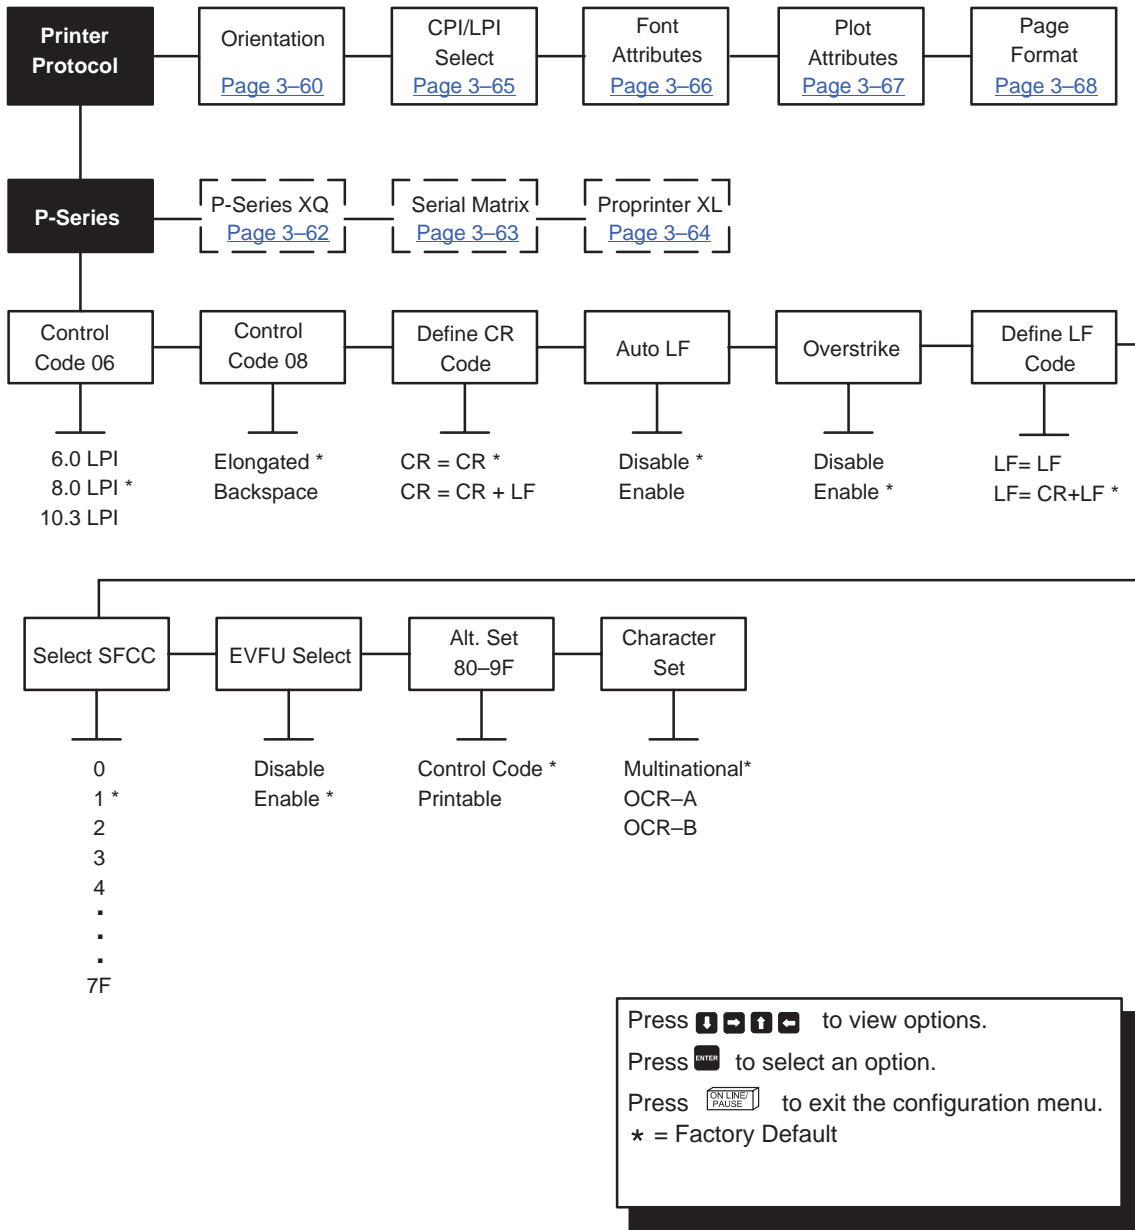 Printer
Protocol
Orientation
Page 3–60
CPI/LPI
Select
Page 3–65
Font
Attributes
Page 3–66
Plot
Attributes
Page 3–67
Page
Format
Page 3–68
P-Series
P-Series XQ
Page 3–62
Serial Matrix
Page 3–63
Proprinter XL
Page 3–64
Control
Code 06
Control
Code 08
Define CR
Code
Auto LF
Overstrike
Define LF
Code
6.0 LPI
8.0 LPI *
10.3 LPI
Elongated *
Backspace
CR = CR *
CR = CR + LF
Disable *
Enable
Disable
Enable *
LF= LF
LF= CR+LF *
Select SFCC
EVFU Select
Alt. Set
80–9F
Character
Set
0
1 *
2
3
4
.
.
.
7F
Disable
Enable *
Control Code *
Printable
Multinational*
OCR–A
OCR–B
Press to view options.
Press ENTER to select an option.
Press ON LINE/ PAUSE to exit the configuration menu.
* = Factory Default